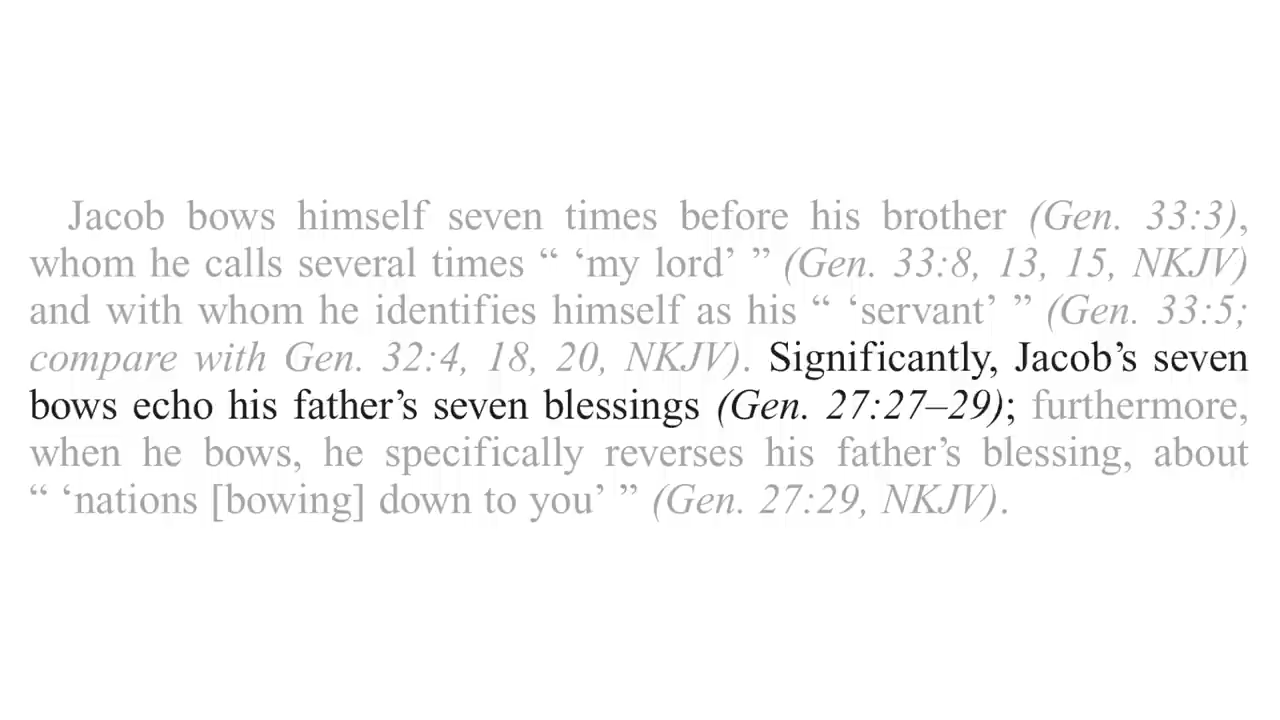 Jacob bows himself seven times before his brother (Gen. 33:3),
whom he calls several times “ ‘my lord’ ” (Gen. 33:8, 13, 15, NKJV)
and with whom he identifies himself as his “ ‘servant’ ” (Gen. 33:5;
compare with Gen. 32:4, 18, 20, NKJV). Significantly, Jacob’s seven
bows echo his father’s seven blessings (Gen. 27:27–29); furthermore,
when he bows, he specifically reverses his father’s blessing, about
“ ‘nations [bowing] down to you’ ” (Gen. 27:29, NKJV).